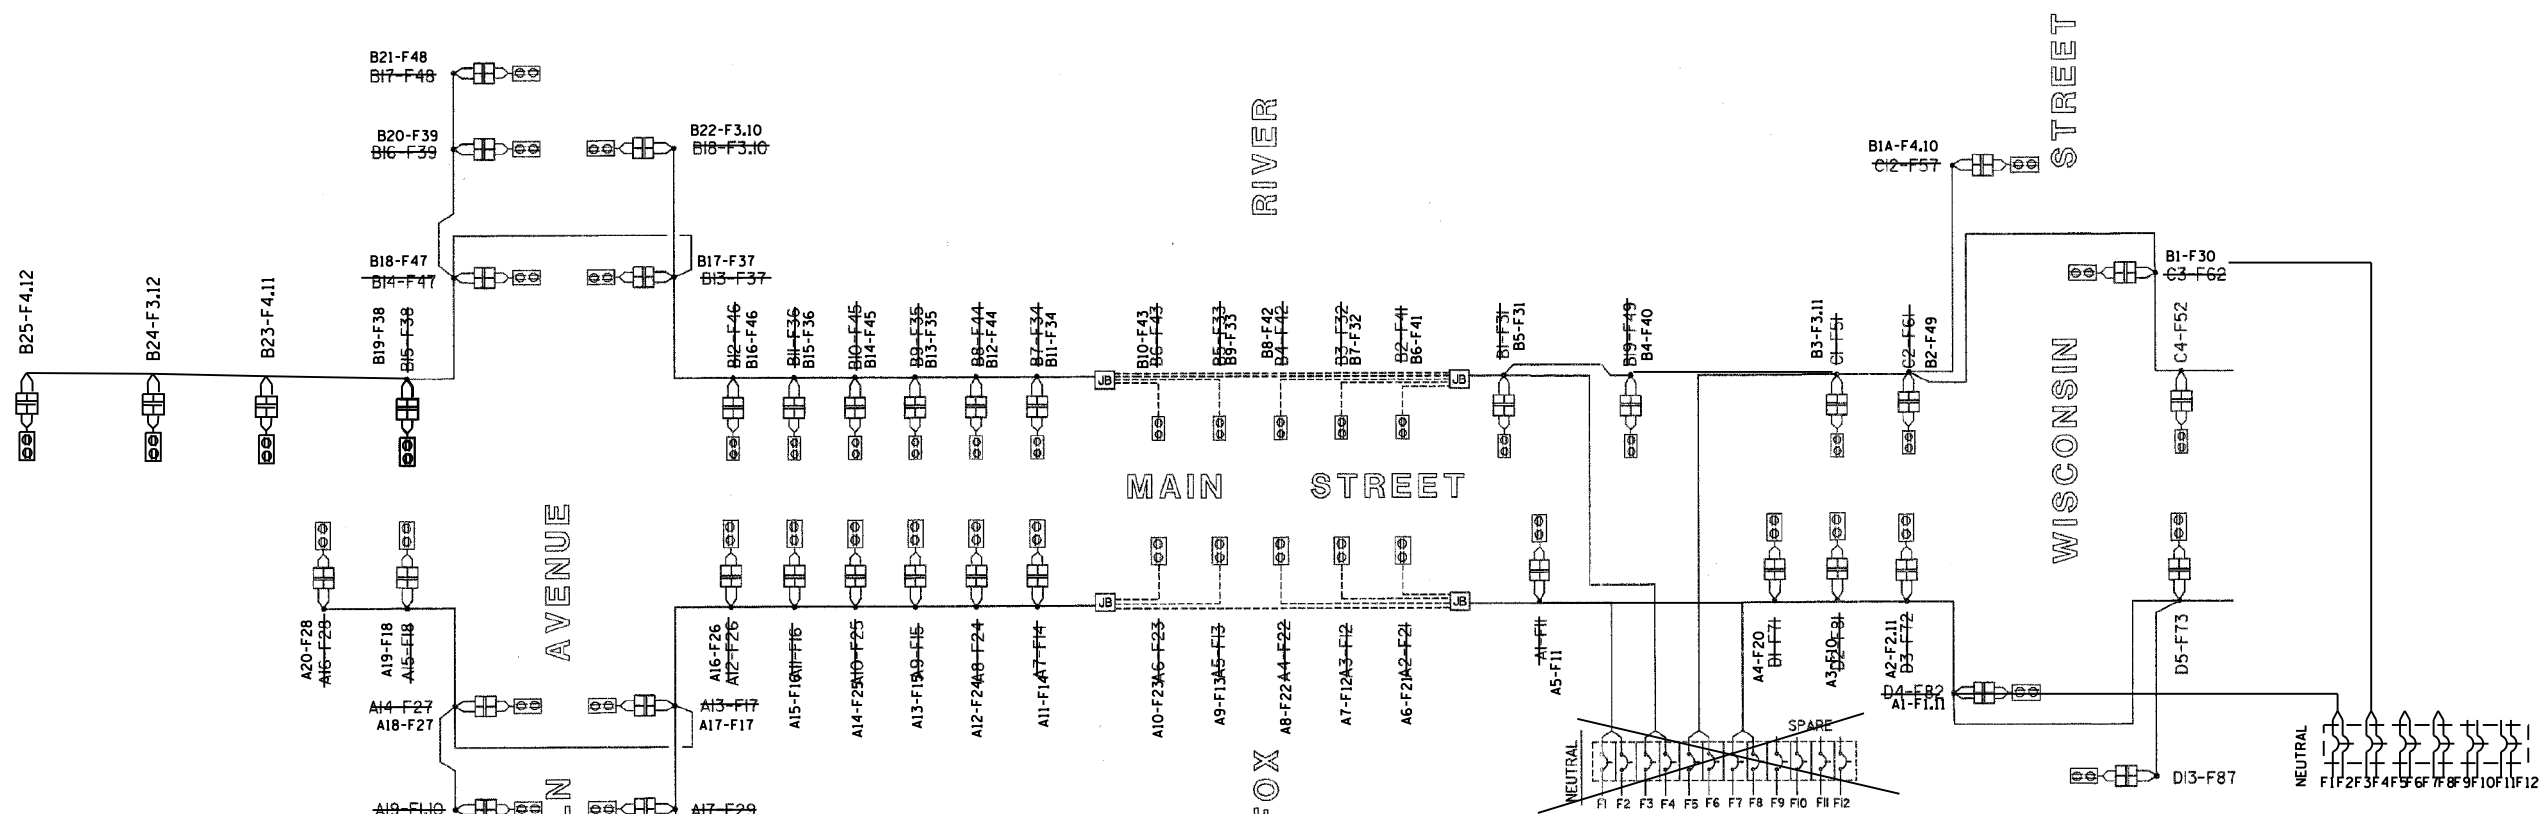 B21-F48
B17-F48
B20-F39
B16-F39
B22-F3.10
B18-F3.10
B18-F47
B14-F47
B17-F37
B13-F37
RIVER
STREET
B1A-F4.10
C12-F57
B1-F30
C3-F62
B25-F4.12
B24-F3.12
B23-F4.11
B19-F38
B15-F38
B12-F46
B16-F46
B11-F36
B15-F36
B10-F45
B14-F45
B9-F35
B13-F35
B8-F44
B12-F44
B7-F34
B11-F34
B10-F43
B6-F43
B5-F33
B9-F33
B8-F42
B4-F42
B3-F32
B7-F32
B2-F41
B6-F41
B1-F31
B5-F31
B19-F49
B4-F40
B3-F3.11
C1-F51
C2-F61
B2-F49
C4-F52
JB
JB
MAIN STREET
WISCONSIN
AVENUE
JB
JB
A20-F28
A16-F28
A19-F18
A15-F18
A14-F27
A18-F27
A13-F17
A17-F17
A16-F26
A12-F26
A11-F16
A15-F16
A10-F25
A14-F25
A9-F15
A13-F15
A8-F24
A12-F24
A7-F14
A11-F14
A6-F23
A10-F23
A5-F13
A9-F13
A4-F22
A8-F22
A3-F12
A7-F12
A2-F21
A6-F21
A1-F11
A5-F11
A4-F20
D1-F71
A3-F10
D2-F81
A2-F2.11
D3-F72
D4-F82
A1-F1.11
D5-F73
D13-F87
A19-F1.10
A17-F29
FOX
SPARE
NEUTRAL
F1 F2 F3 F4 F5 F6 F7 F8 F9 F10 F11 F12
NEUTRAL
F1 F2 F3 F4 F5 F6 F7 F8 F9 F10 F11 F12